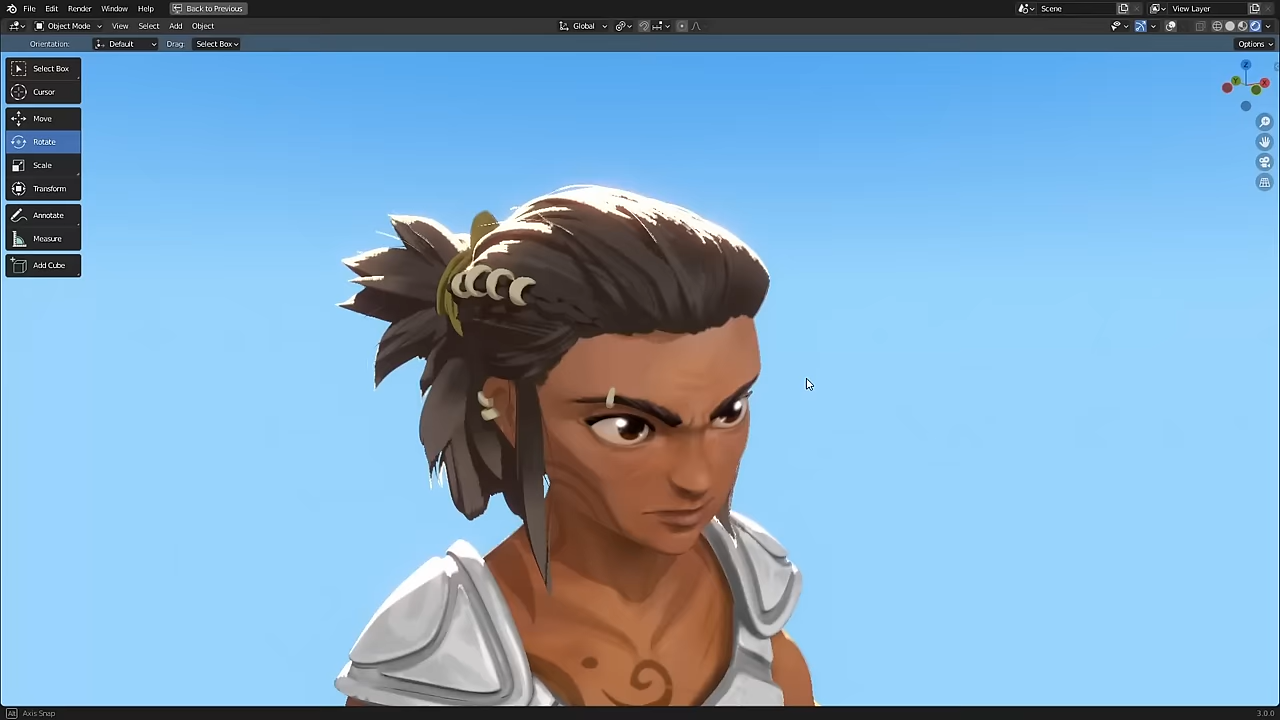 File Edit Render Window Help Back to Previous Scene View Layer
Object Mode View Select Add Object Global
Orientation: Default Drag: Select Box Options
Select Box
Cursor
Move
Rotate
Scale
Transform
Annotate
Measure
Add Cube
Z
Y
X
Alt Axis Snap 3.0.0